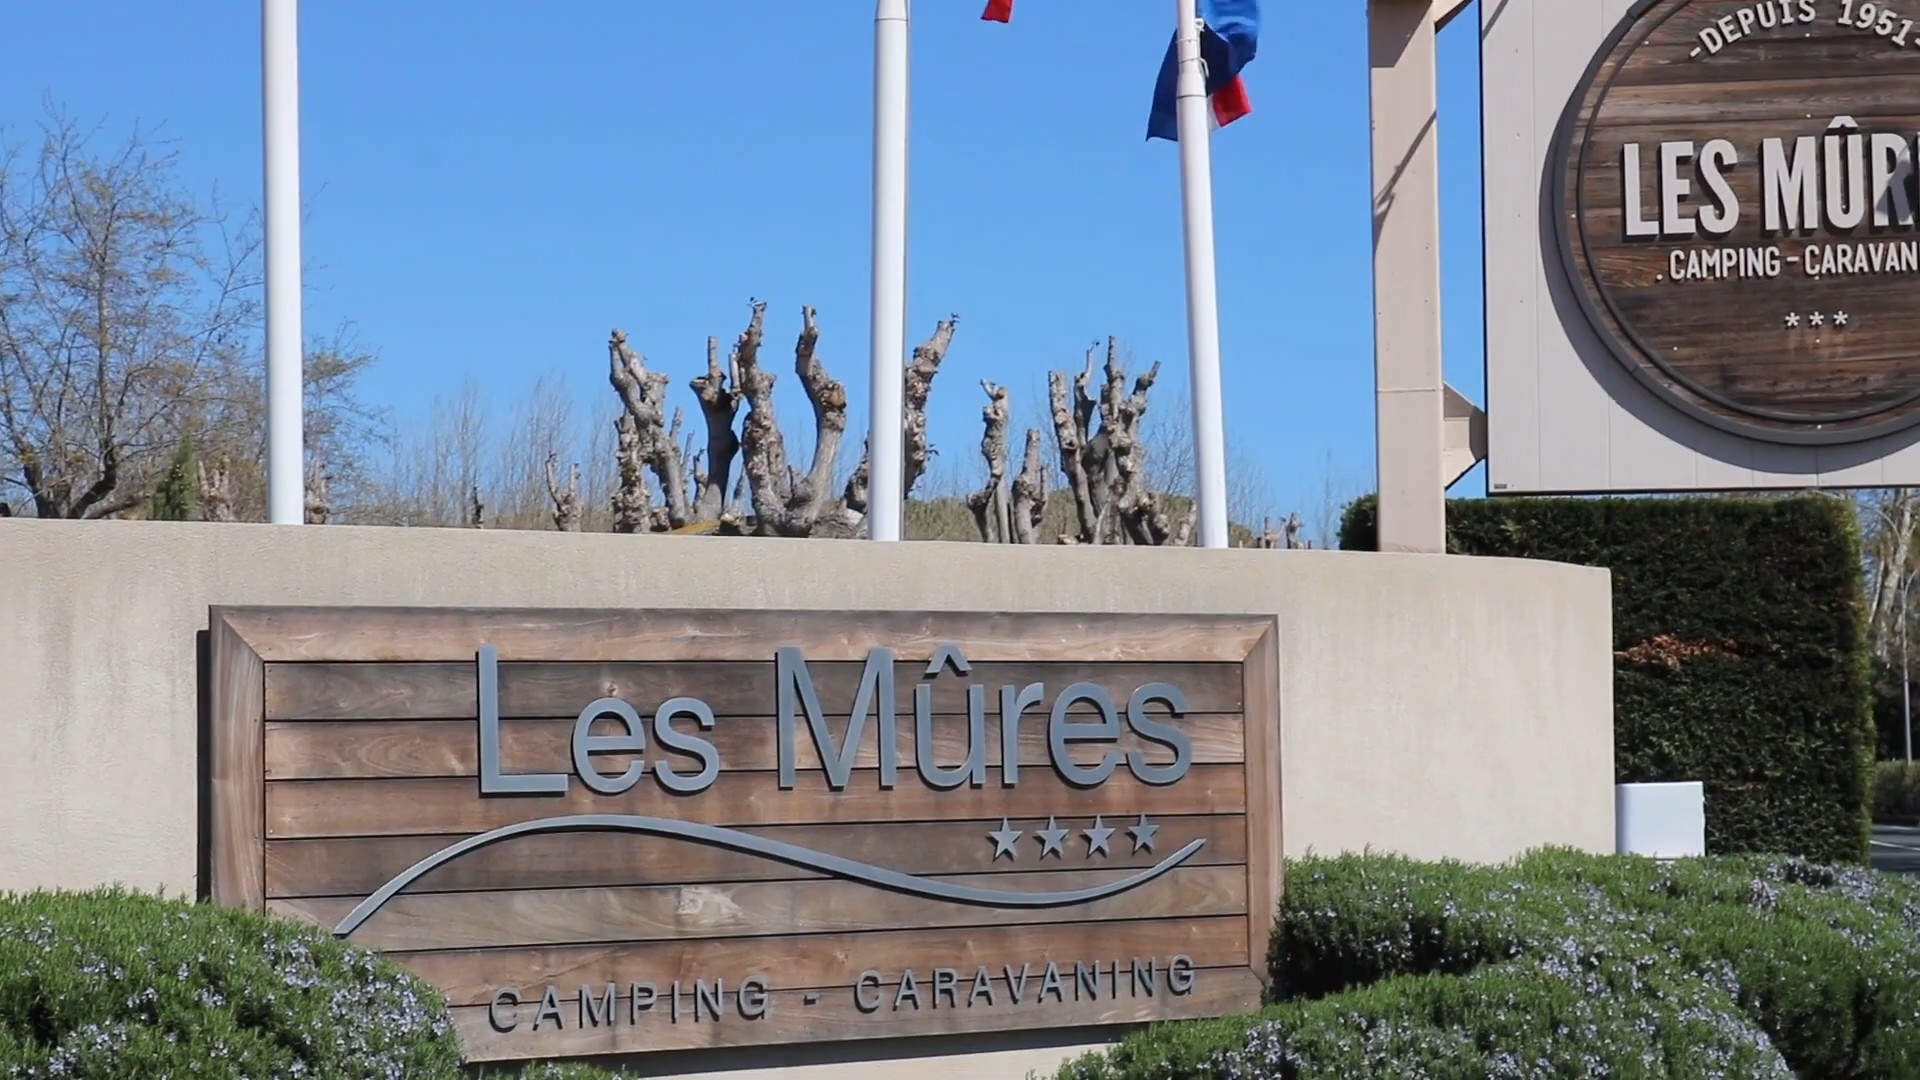 -DEPUIS 1951-
LES MÛR
CAMPING-CARAVAN
***
Les Mûres
★★★★
CAMPING - CARAVANING